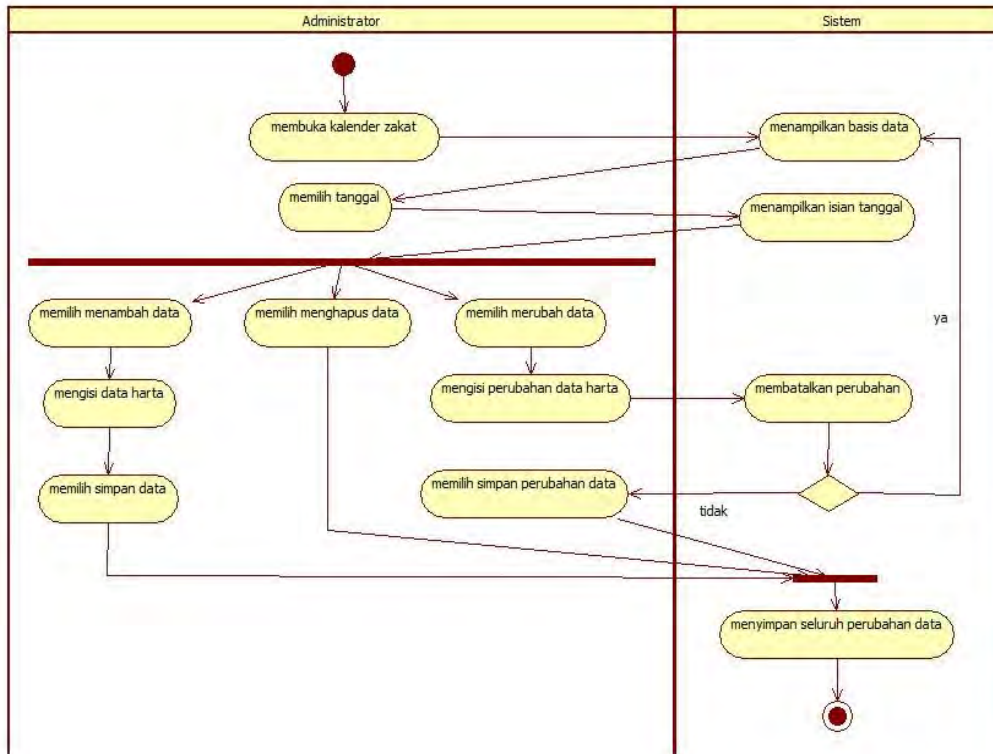 Administrator
Sistem
membuka kalender zakat
menampilkan basis data
memilih tanggal
menampilkan isian tanggal
memilih menambah data
memilih menghapus data
memilih merubah data
ya
mengisi data harta
mengisi perubahan data harta
membatalkan perubahan
memilih simpan data
memilih simpan perubahan data
tidak
menyimpan seluruh perubahan data